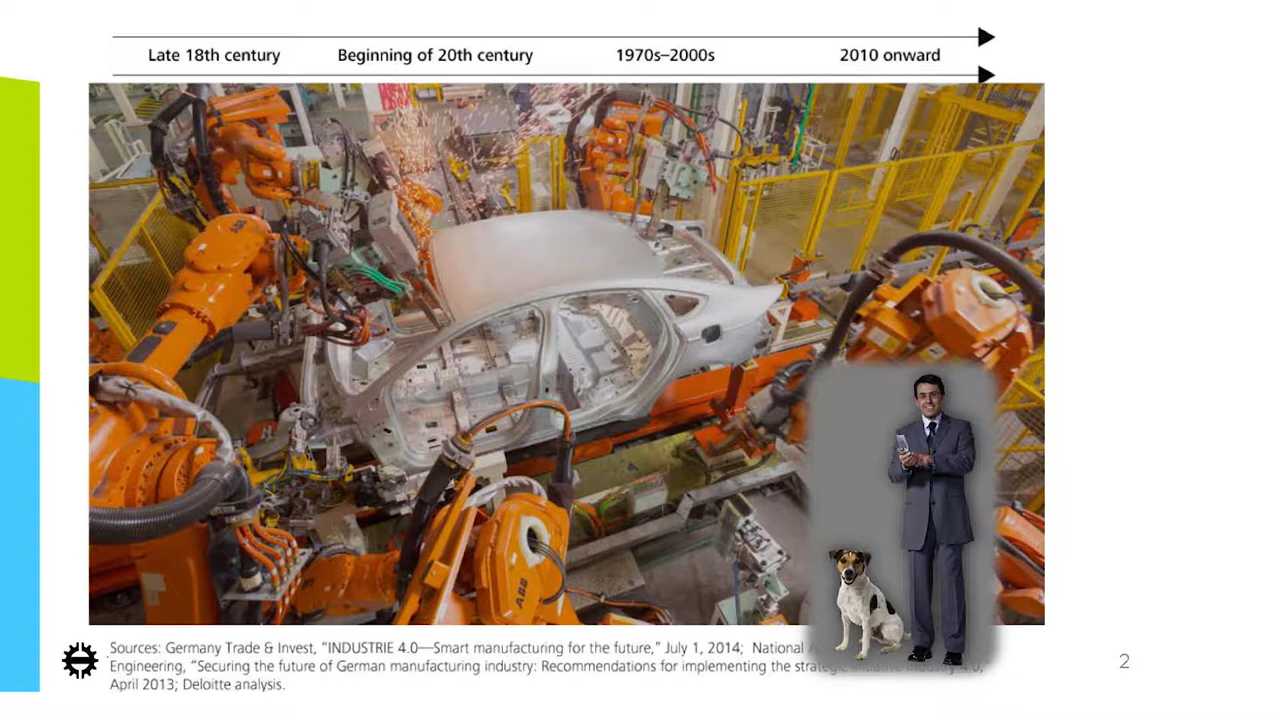 Late 18th century Beginning of 20th century 1970s–2000s 2010 onward
ABB
ABB
Sources: Germany Trade & Invest, "INDUSTRIE 4.0—Smart manufacturing for the future," July 1, 2014; National
Engineering, "Securing the future of German manufacturing industry: Recommendations for implementing the
April 2013; Deloitte analysis.
2